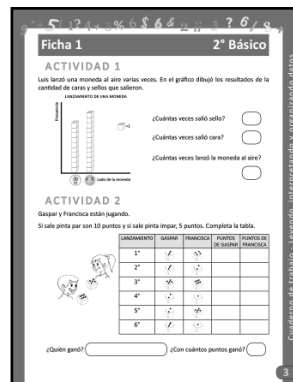 Ficha 1
2° Básico
ACTIVIDAD 1
Luis lanzó una moneda al aire varias veces. En el gráfico dibujó los resultados de la
cantidad de caras y sellos que salieron.
LANZAMIENTO DE UNA MONEDA
Frecuencia
=1
Lado de la moneda
¿Cuántas veces salió sello?
¿Cuántas veces salió cara?
¿Cuántas veces lanzó la moneda al aire?
ACTIVIDAD 2
Gaspar y Francisca están jugando.
Si sale pinta par son 10 puntos y si sale pinta impar, 5 puntos. Completa la tabla.
LANZAMIENTO GASPAR FRANCISCA PUNTOS DE GASPAR PUNTOS DE FRANCISCA
1°
2°
3°
4°
5°
6°
¿Quién ganó?
¿Con cuántos puntos ganó?
Cuaderno de trabajo - Leyendo, interpretando y organizando datos
3